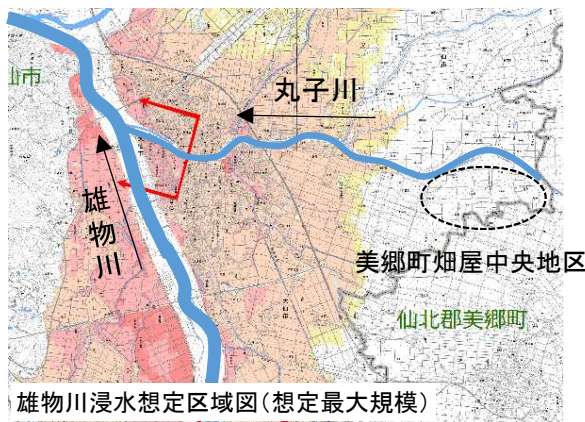 山市
丸子川
雄物川
美郷町畑屋中央地区
仙北郡美郷町
雄物川浸水想定区域図(想定最大規模)